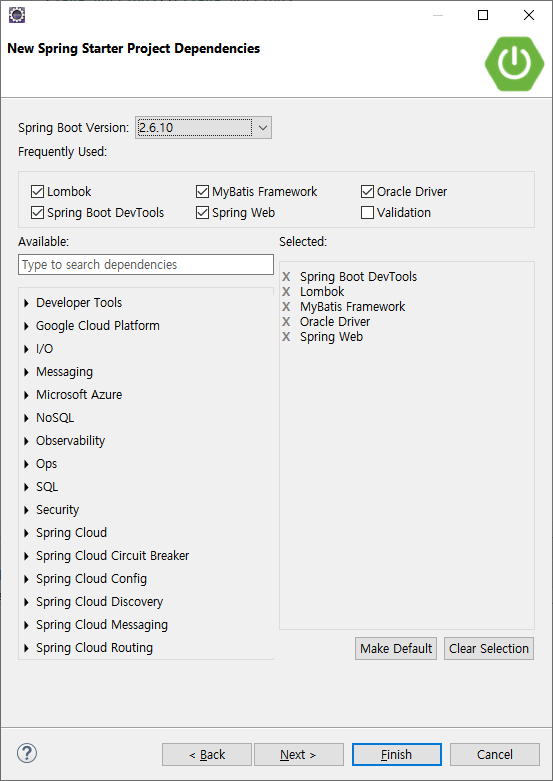 New Spring Starter Project Dependencies
Spring Boot Version: 2.6.10
Frequently Used:
Lombok MyBatis Framework Oracle Driver
Spring Boot DevTools Spring Web Validation
Available: Selected:
Type to search dependencies
X Spring Boot DevTools
X Lombok
X MyBatis Framework
X Oracle Driver
X Spring Web
Developer Tools
Google Cloud Platform
I/O
Messaging
Microsoft Azure
NoSQL
Observability
Ops
SQL
Security
Spring Cloud
Spring Cloud Circuit Breaker
Spring Cloud Config
Spring Cloud Discovery
Spring Cloud Messaging
Spring Cloud Routing
Make Default Clear Selection
? < Back Next > Finish Cancel